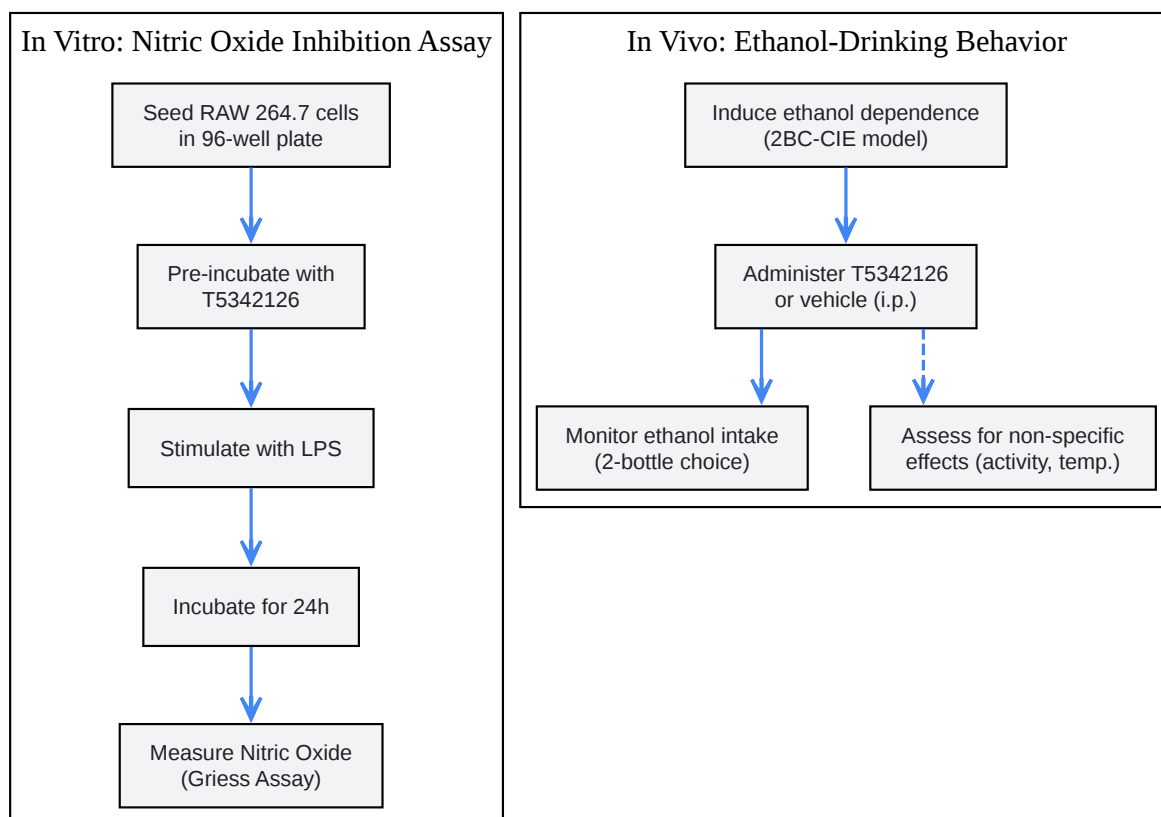 In Vitro: Nitric Oxide Inhibition Assay
Seed RAW 264.7 cells
in 96-well plate
Pre-incubate with
T5342126
Stimulate with LPS
Incubate for 24h
Measure Nitric Oxide
(Griess Assay)
In Vivo: Ethanol-Drinking Behavior
Induce ethanol dependence
(2BC-CIE model)
Administer T5342126
or vehicle (i.p.)
Monitor ethanol intake
(2-bottle choice)
Assess for non-specific
effects (activity, temp.)